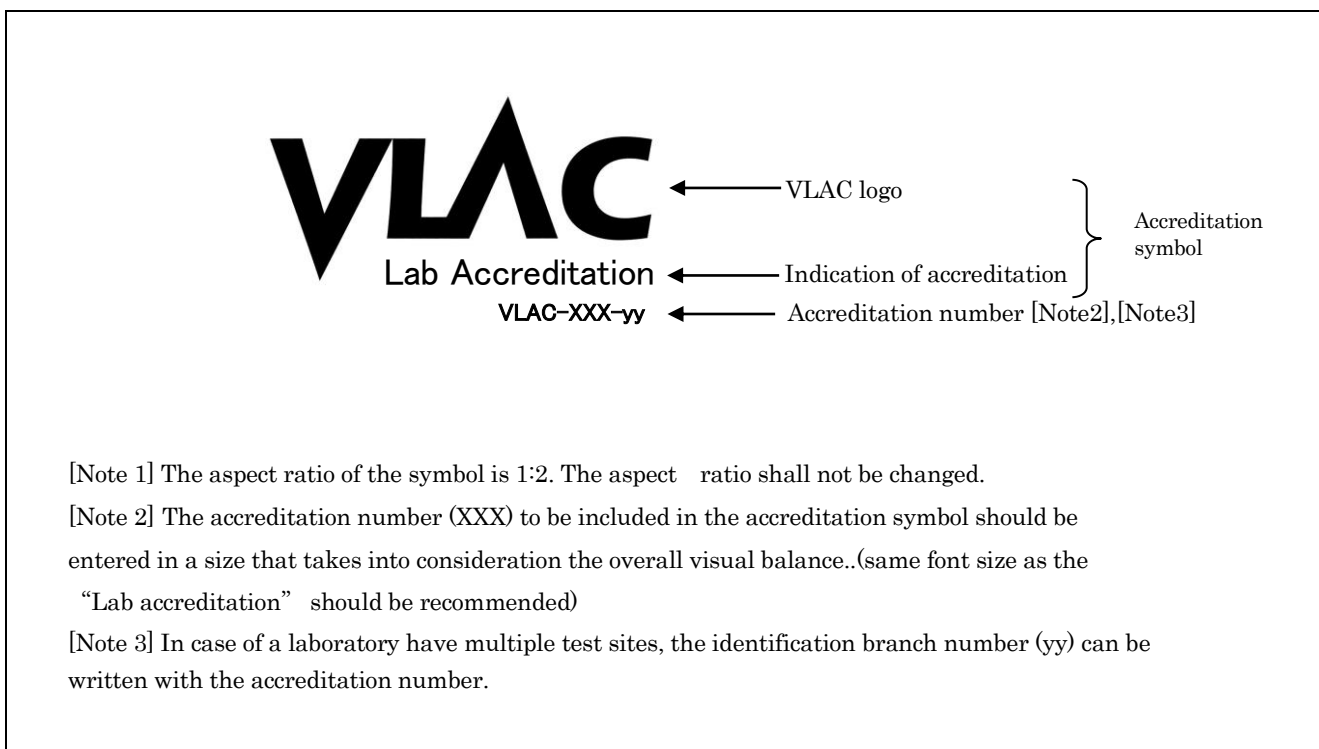 VLAC
VLAC logo
Accreditation
symbol
Lab Accreditation
Indication of accreditation
VLAC-XXX-yy
Accreditation number [Note2],[Note3]
[Note 1] The aspect ratio of the symbol is 1:2. The aspect ratio shall not be changed.
[Note 2] The accreditation number (XXX) to be included in the accreditation symbol should be
entered in a size that takes into consideration the overall visual balance..(same font size as the
“Lab accreditation” should be recommended)
[Note 3] In case of a laboratory have multiple test sites, the identification branch number (yy) can be
written with the accreditation number.